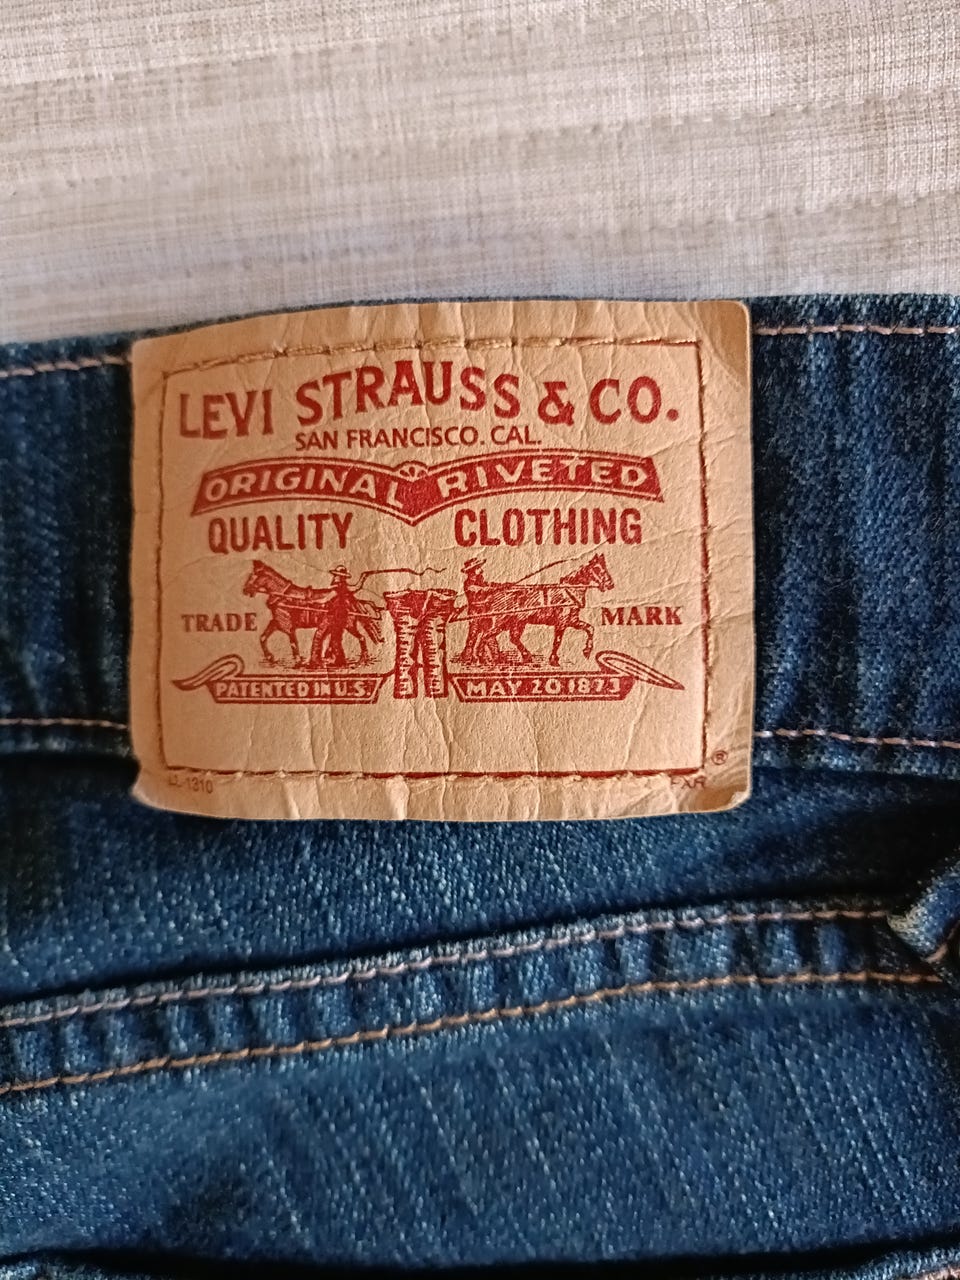 LEVI STRAUSS & CO.
SAN FRANCISCO. CAL.
ORIGINAL RIVETED
QUALITY CLOTHING
TRADE MARK
PATENTED IN U.S. MAY 20 1873
®